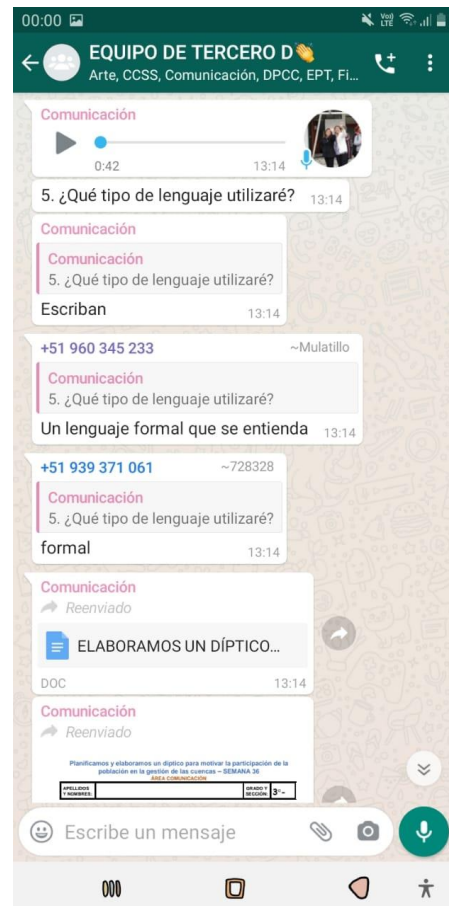 00:00
Vo))
LTE
EQUIPO DE TERCERO D👏
Arte, CCSS, Comunicación, DPCC, EPT, Fi...
Comunicación
0:42 13:14
5. ¿Qué tipo de lenguaje utilizaré? 13:14
Comunicación
Comunicación
5. ¿Qué tipo de lenguaje utilizaré?
Escriban 13:14
+51 960 345 233 ~Mulatillo
Comunicación
5. ¿Qué tipo de lenguaje utilizaré?
Un lenguaje formal que se entienda 13:14
+51 939 371 061 ~728328
Comunicación
5. ¿Qué tipo de lenguaje utilizaré?
formal 13:14
Comunicación
Reenviado
ELABORAMOS UN DÍPTICO...
DOC 13:14
Comunicación
Reenviado
Planificamos y elaboramos un díptico para motivar la participación de la
población en la gestión de las cuencas – SEMANA 36
ÁREA COMUNICACIÓN
APELLIDOS Y NOMBRES: GRADO Y SECCIÓN: 3°-
Escribe un mensaje